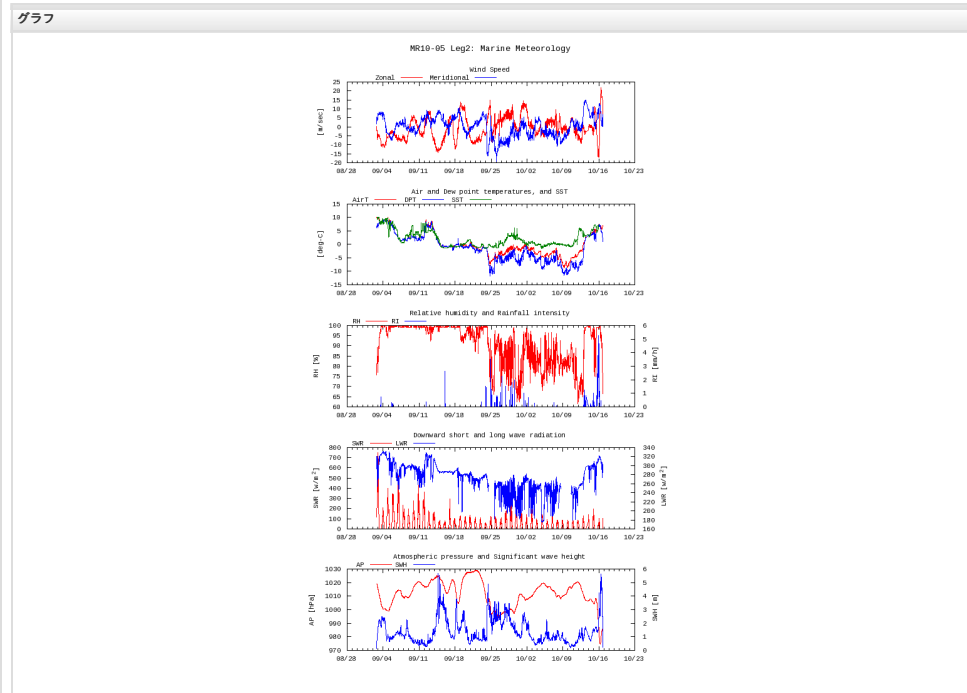 グラフ
MR10-05 Leg2: Marine Meteorology
Wind Speed
Zonal Meridional
25
20
15
10
5
0
-5
-10
-15
-20
[m/sec]
08/28 09/04 09/11 09/18 09/25 10/02 10/09 10/16 10/23
Air and Dew point temperatures, and SST
AirT DPT SST
15
10
5
0
-5
-10
-15
[deg-C]
08/28 09/04 09/11 09/18 09/25 10/02 10/09 10/16 10/23
Relative humidity and Rainfall intensity
RH RI
100
95
90
85
80
75
70
65
60
RH [%]
6
5
4
3
2
1
0
RI [mm/h]
08/28 09/04 09/11 09/18 09/25 10/02 10/09 10/16 10/23
Downward short and long wave radiation
SWR LWR
800
700
600
500
400
300
200
100
0
SWR [w/m²]
340
320
300
280
260
240
220
200
180
160
LWR [w/m²]
08/28 09/04 09/11 09/18 09/25 10/02 10/09 10/16 10/23
Atmospheric pressure and Significant wave height
AP SWH
1030
1020
1010
1000
990
980
970
AP [hPa]
6
5
4
3
2
1
0
SWH [m]
08/28 09/04 09/11 09/18 09/25 10/02 10/09 10/16 10/23